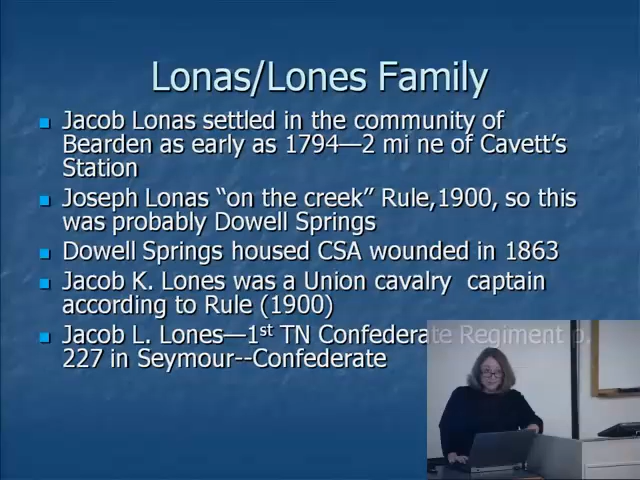 Lonas/Lones Family
Jacob Lonas settled in the community of
Bearden as early as 1794—2 mi ne of Cavett's
Station
Joseph Lonas “on the creek” Rule,1900, so this
was probably Dowell Springs
Dowell Springs housed CSA wounded in 1863
Jacob K. Lones was a Union cavalry captain
according to Rule (1900)
Jacob L. Lones—1st TN Confederate Regiment p.
227 in Seymour--Confederate